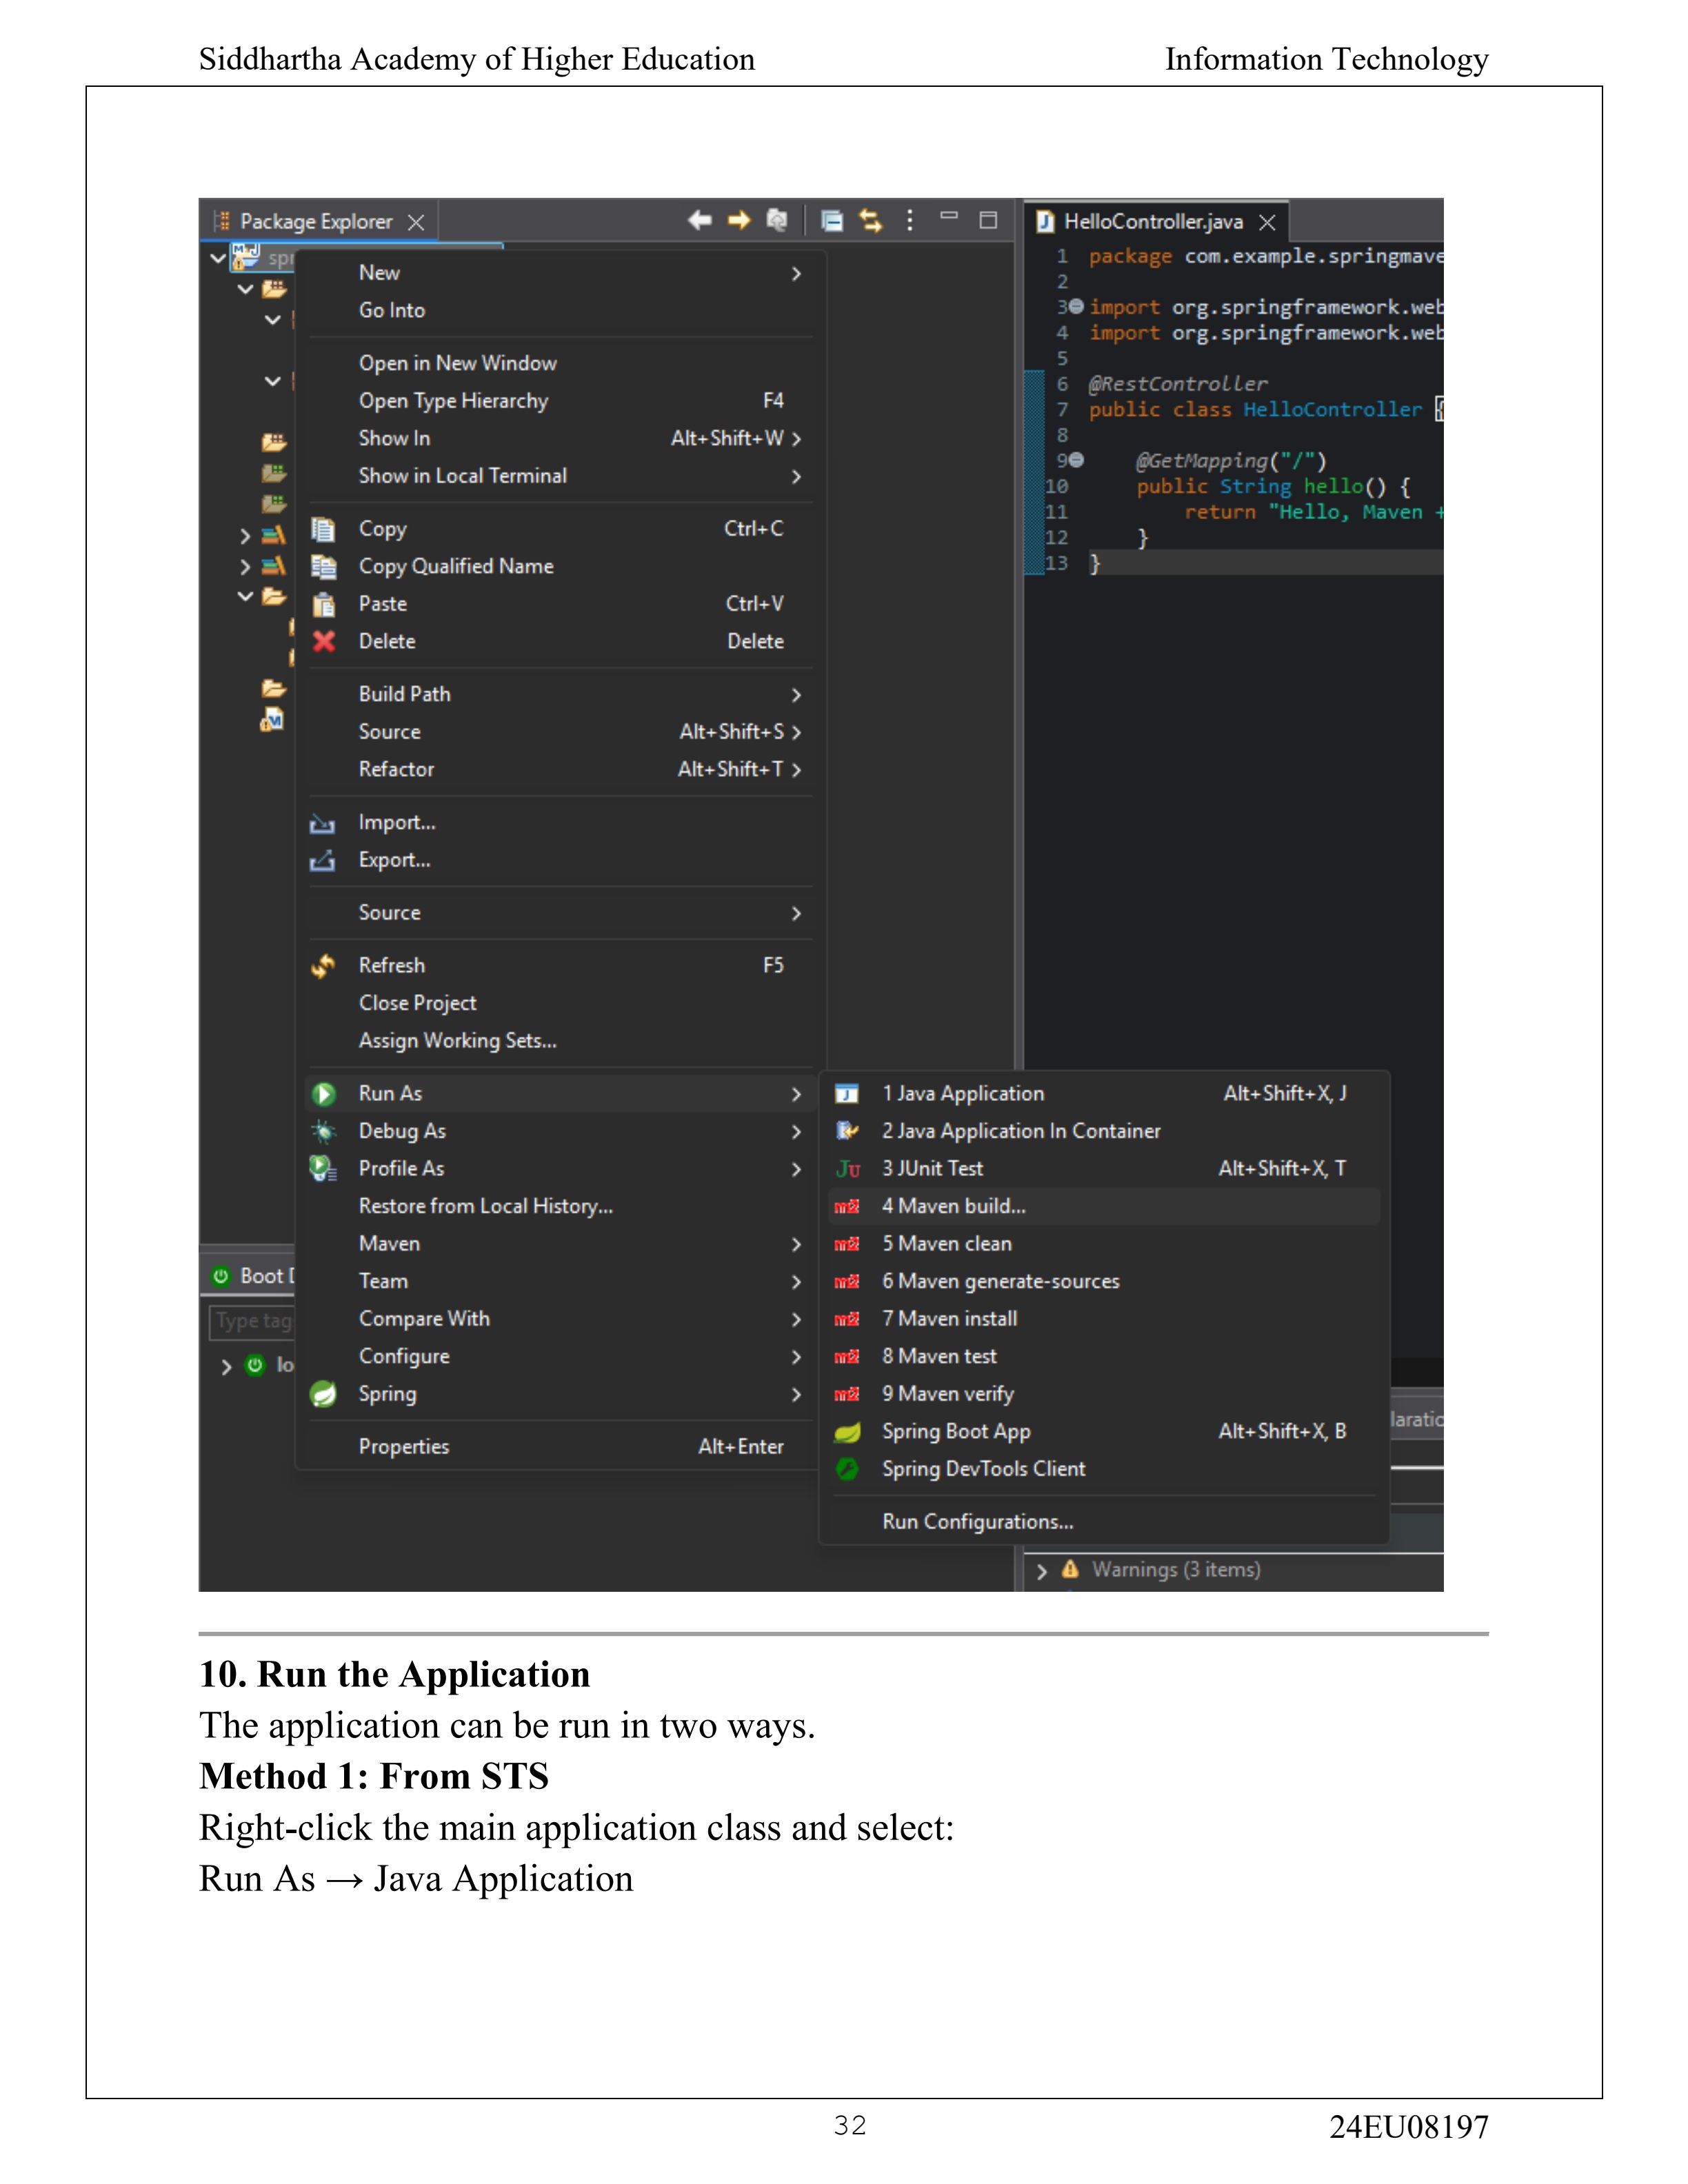 Siddhartha Academy of Higher Education Information Technology
Package Explorer
New
Go Into
Open in New Window
Open Type Hierarchy F4
Show In Alt+Shift+W >
Show in Local Terminal >
Copy Ctrl+C
Copy Qualified Name
Paste Ctrl+V
Delete Delete
Build Path >
Source Alt+Shift+S >
Refactor Alt+Shift+T >
Import...
Export...
Source >
Refresh F5
Close Project
Assign Working Sets...
Run As >
Debug As >
Profile As >
Restore from Local History...
Maven >
Team >
Compare With >
Configure >
Spring >
Properties Alt+Enter
1 Java Application Alt+Shift+X, J
2 Java Application In Container
3 JUnit Test Alt+Shift+X, T
4 Maven build...
5 Maven clean
6 Maven generate-sources
7 Maven install
8 Maven test
9 Maven verify
Spring Boot App Alt+Shift+X, B
Spring DevTools Client
Run Configurations...
Boot
Type tag
lo
HelloController.java
1 package com.example.springmave
2
3 import org.springframework.web
4 import org.springframework.web
5
6 @RestController
7 public class HelloController {
8
9 @GetMapping("/")
10 public String hello() {
11 return "Hello, Maven +
12 }
13 }
laratio
Warnings (3 items)
10. Run the Application
The application can be run in two ways.
Method 1: From STS
Right-click the main application class and select:
Run As → Java Application
32 24EU08197